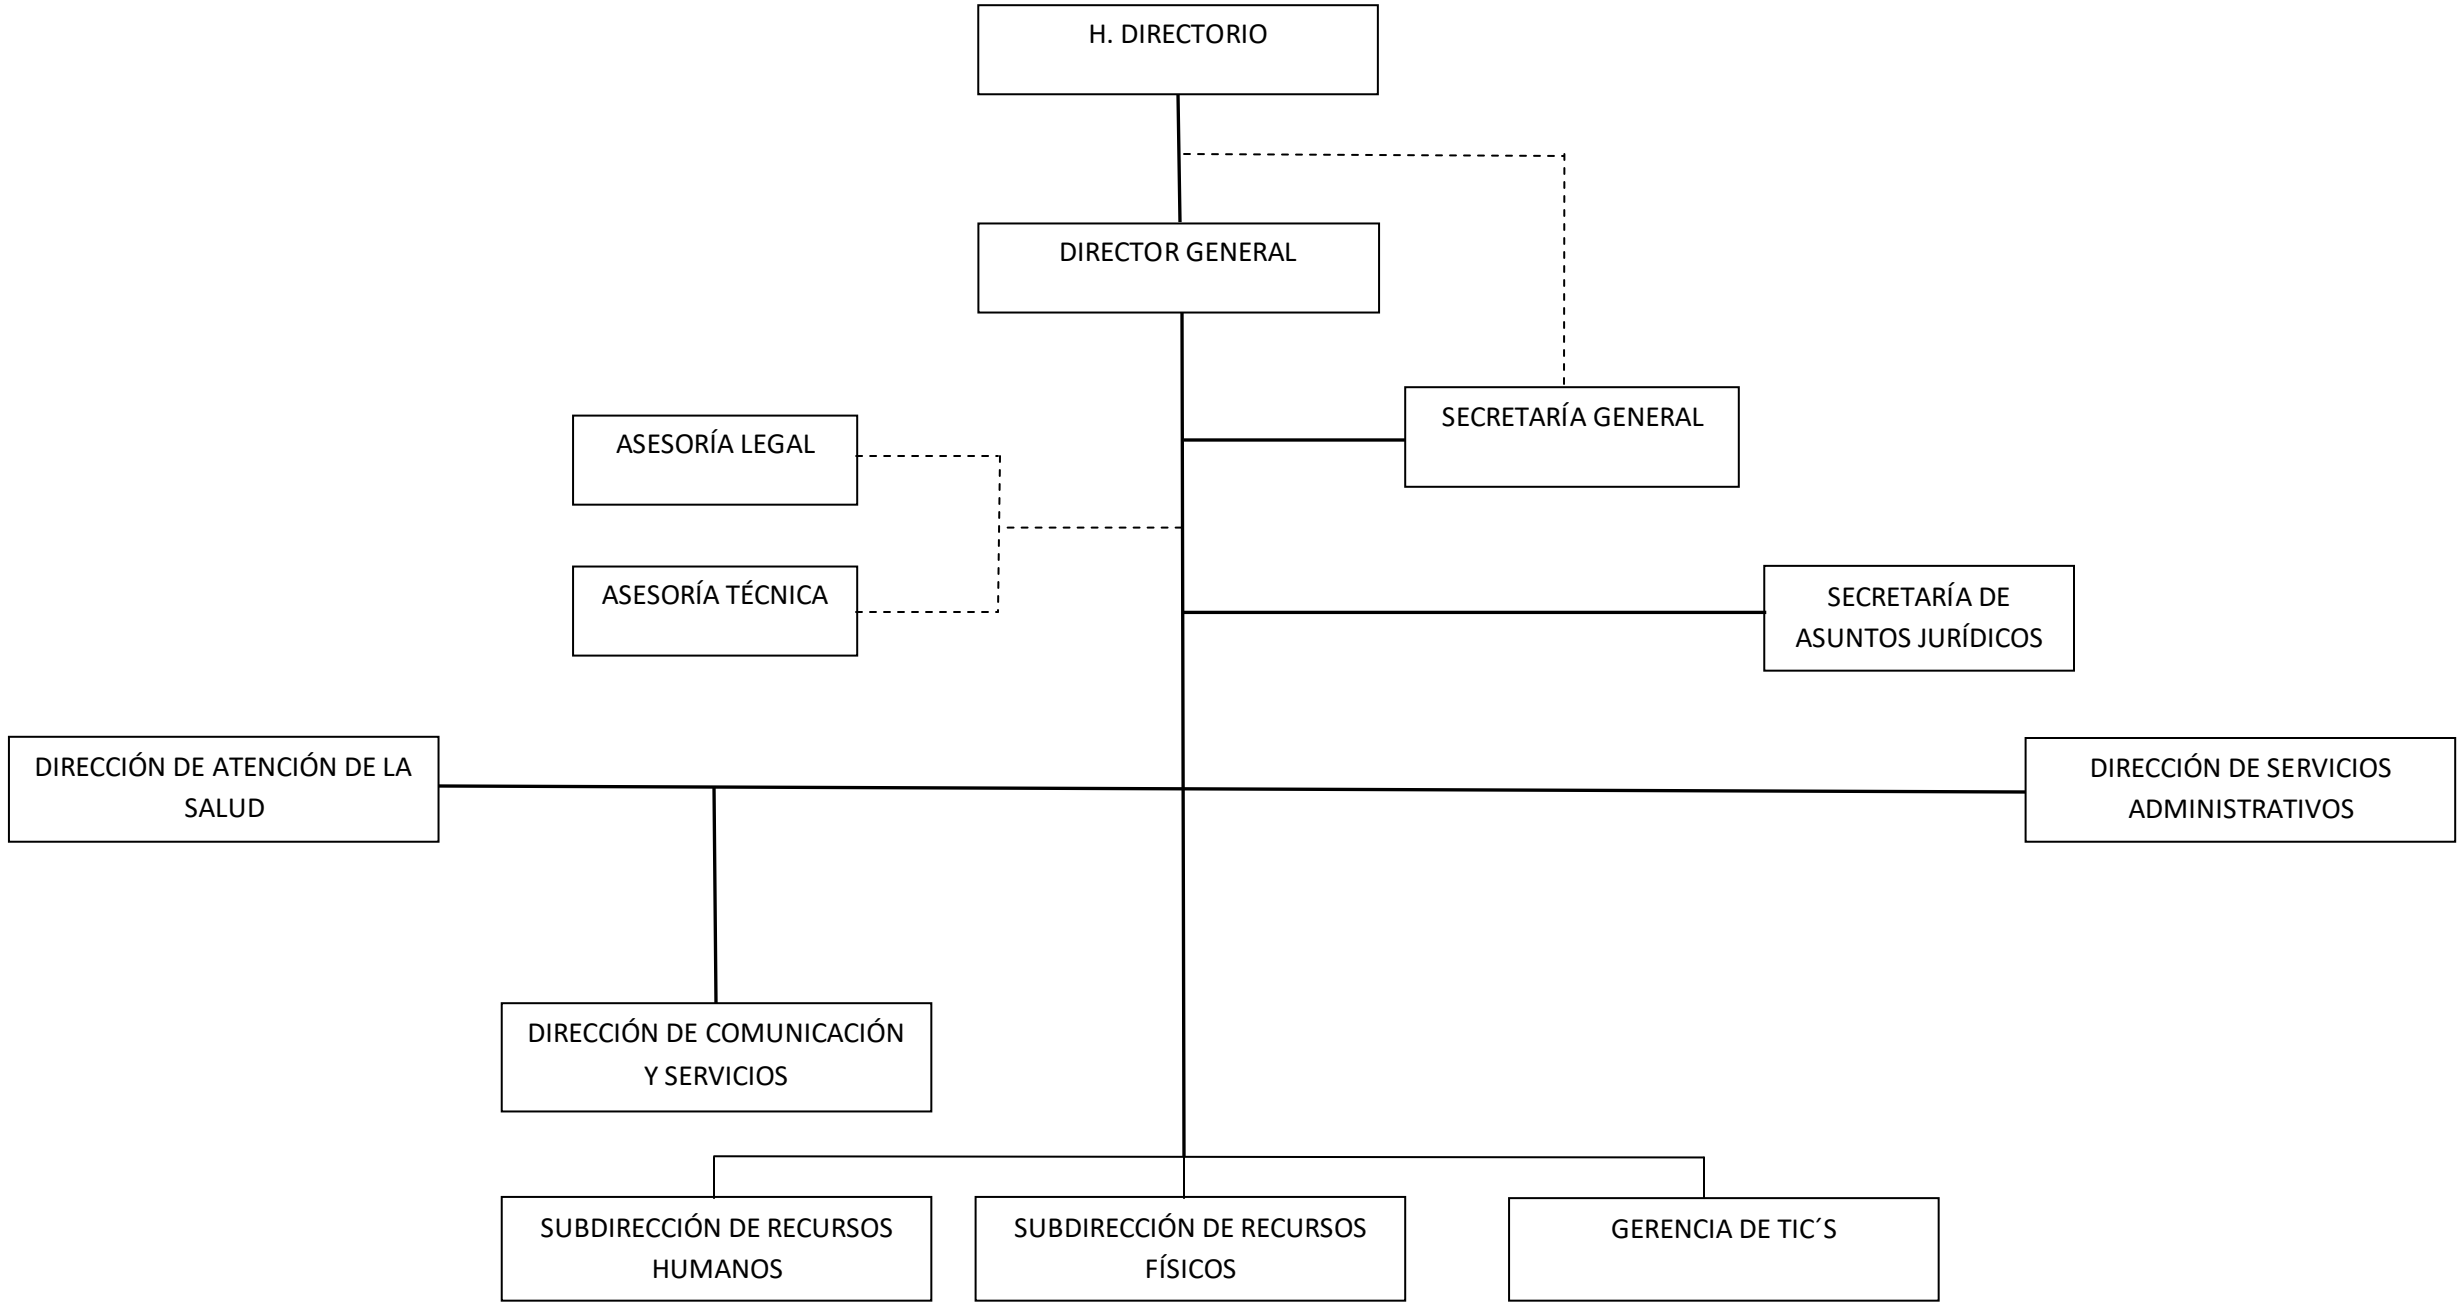 H. DIRECTORIO
DIRECTOR GENERAL
SECRETARÍA GENERAL
ASESORÍA LEGAL
ASESORÍA TÉCNICA
SECRETARÍA DE
ASUNTOS JURÍDICOS
DIRECCIÓN DE ATENCIÓN DE LA
SALUD
DIRECCIÓN DE SERVICIOS
ADMINISTRATIVOS
DIRECCIÓN DE COMUNICACIÓN
Y SERVICIOS
SUBDIRECCIÓN DE RECURSOS
HUMANOS
SUBDIRECCIÓN DE RECURSOS
FÍSICOS
GERENCIA DE TIC´S